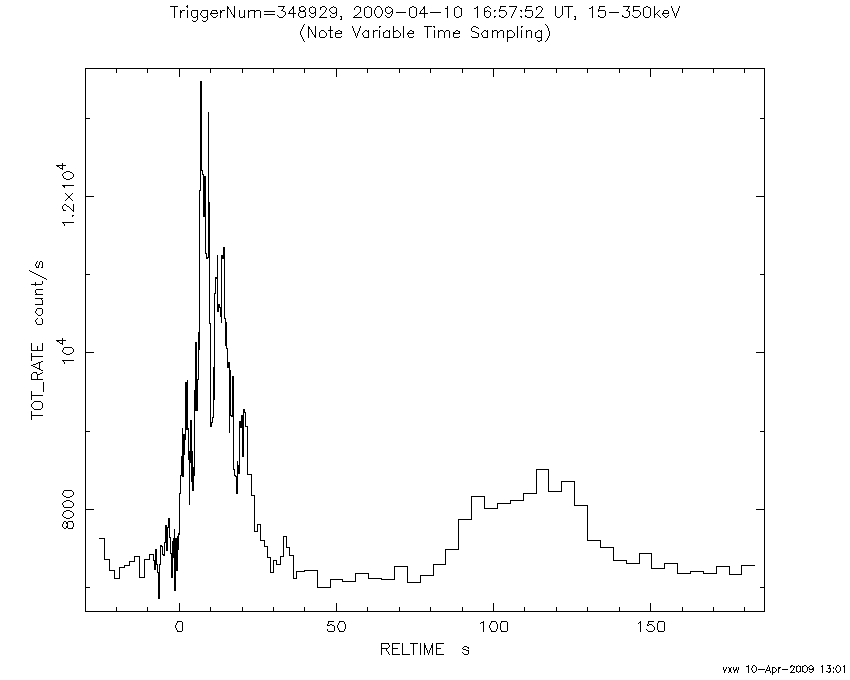 TriggerNum=348929, 2009-04-10 16:57:52 UT, 15-350keV
(Note Variable Time Sampling)
TOT_RATE count/s
1.2×10⁴
10⁴
8000
0 50 100 150
RELTIME s
vxw 10-Apr-2009 13:01